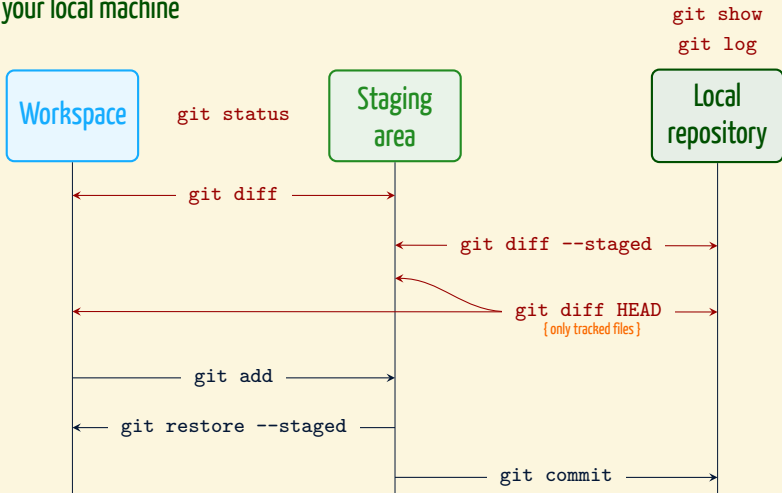 your local machine
git show
git log
Workspace
git status
Staging
area
Local
repository
git diff
git diff --staged
git diff HEAD
{ only tracked files }
git add
git restore --staged
git commit